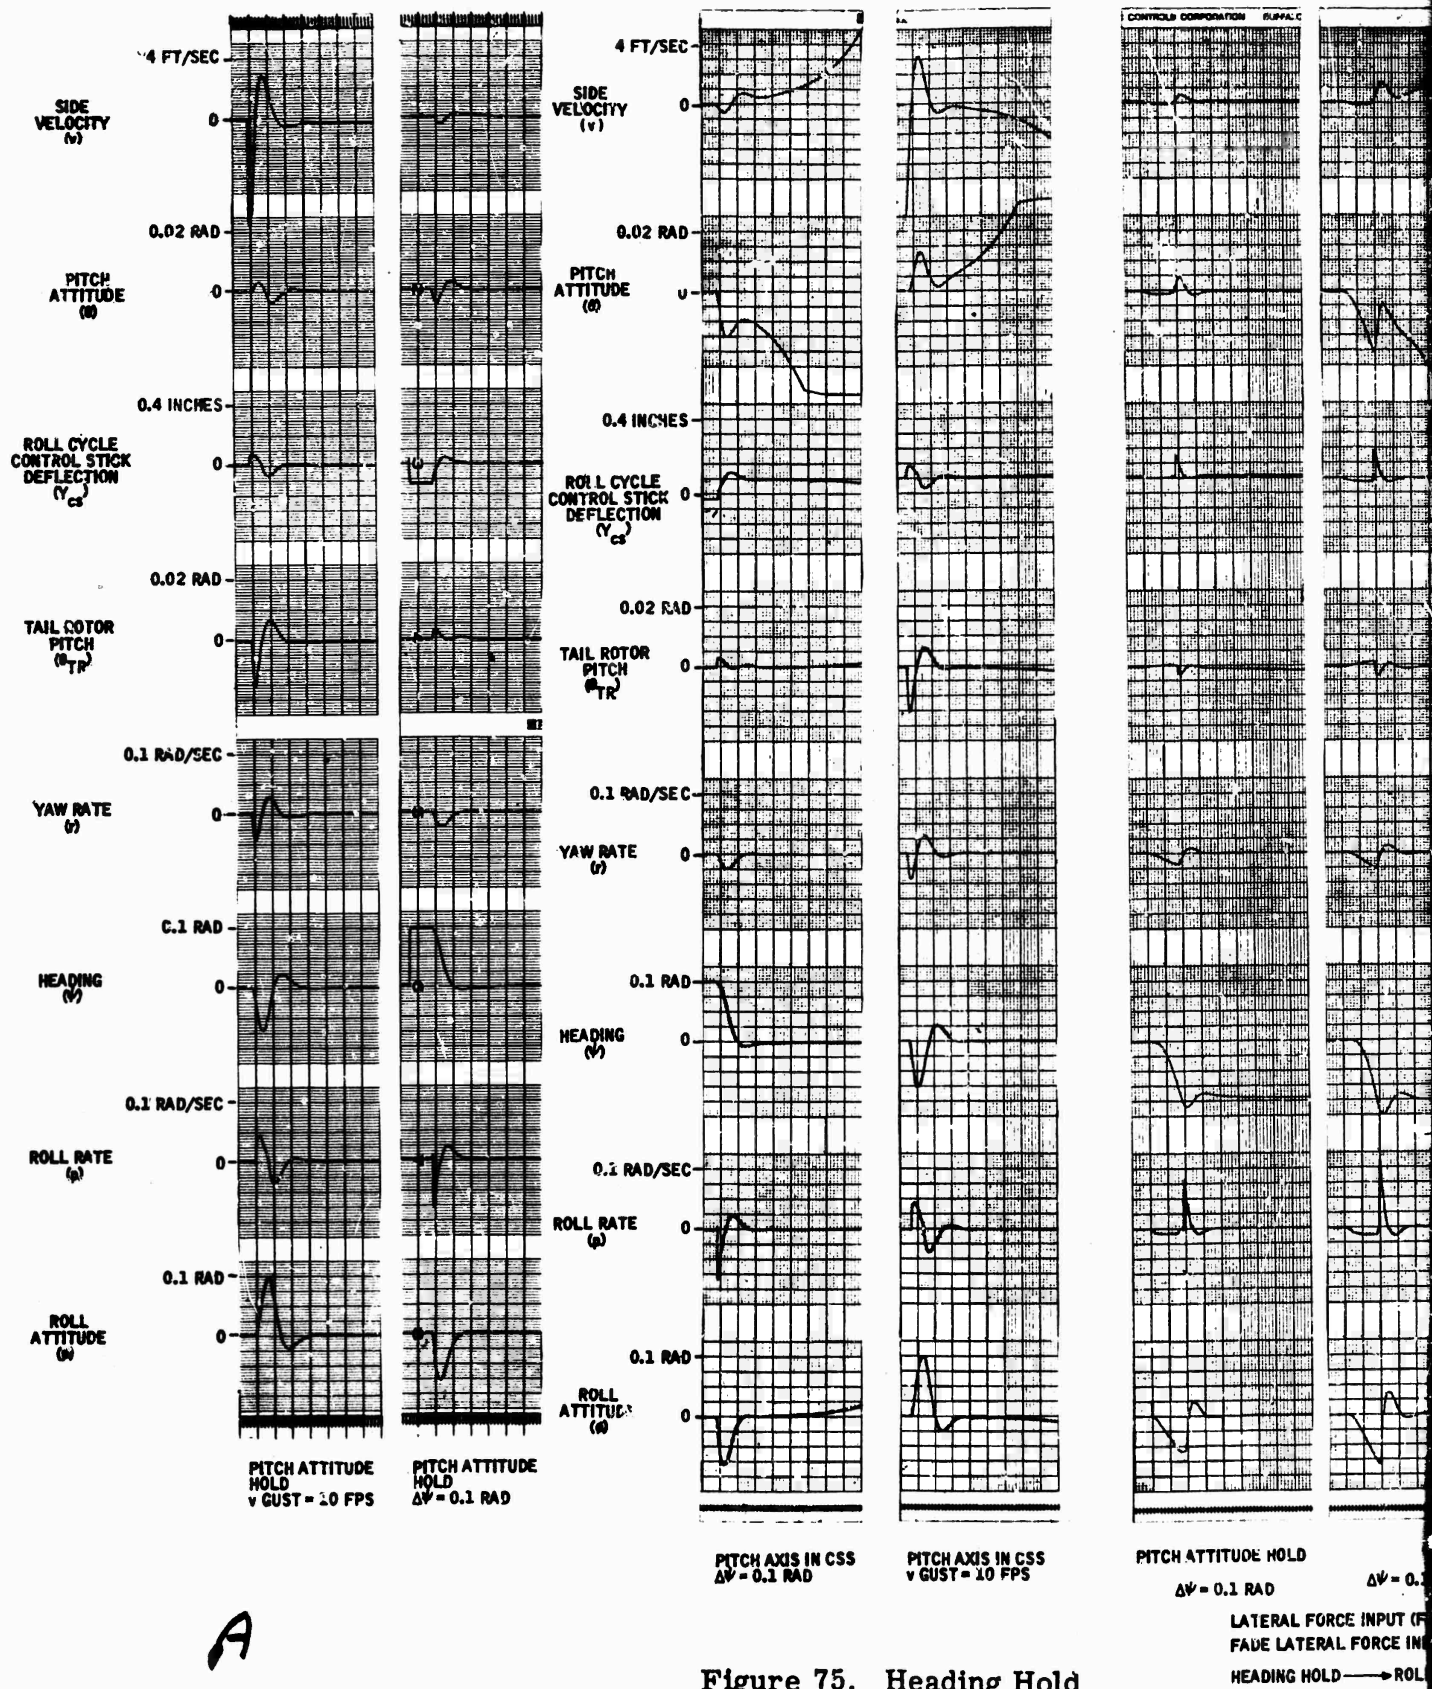 CONTROLS CORPORATION
4 FT/SEC
SIDE
VELOCITY
(v)
0
0.02 RAD
PITCH
ATTITUDE
0
0.4 INCHES
ROLL CYCLE
CONTROL STICK
DEFLECTION
(Ycs)
0
0.02 RAD
TAIL ROTOR
PITCH
(θTR)
0
0.1 RAD/SEC
YAW RATE
(r)
0
0.1 RAD
HEADING
(Ψ)
0
0.1 RAD/SEC
ROLL RATE
(p)
0
0.1 RAD
ROLL
ATTITUDE
0
PITCH ATTITUDE
HOLD
v GUST = 10 FPS
PITCH ATTITUDE
HOLD
ΔΨ = 0.1 RAD
4 FT/SEC
SIDE
VELOCITY
(v)
0
0.02 RAD
PITCH
ATTITUDE
0.4 INCHES
ROLL CYCLE
CONTROL STICK
DEFLECTION
(Ycs)
0
0.02 RAD
TAIL ROTOR
PITCH
(θTR)
0
0.1 RAD/SEC
YAW RATE
(r)
0
0.1 RAD
HEADING
(Ψ)
0
0.1 RAD/SEC
ROLL RATE
(p)
0
0.1 RAD
ROLL
ATTITUDE
0
PITCH AXIS IN CSS
ΔΨ = 0.1 RAD
PITCH AXIS IN CSS
v GUST = 10 FPS
PITCH ATTITUDE HOLD
ΔΨ = 0.1 RAD
ΔΨ = 0.1
LATERAL FORCE INPUT (F
FADE LATERAL FORCE IN
HEADING HOLD → ROL
A
Figure 75. Heading Hold